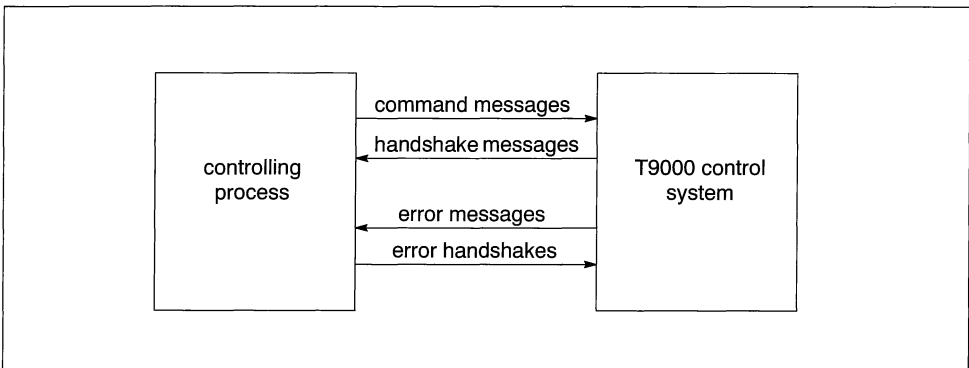 command messages
handshake messages
controlling
process
T9000 control
system
error messages
error handshakes